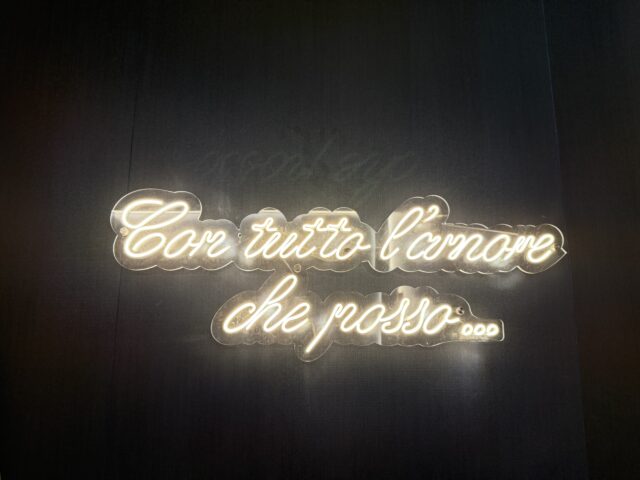 Con tutto l'amore
che posso...